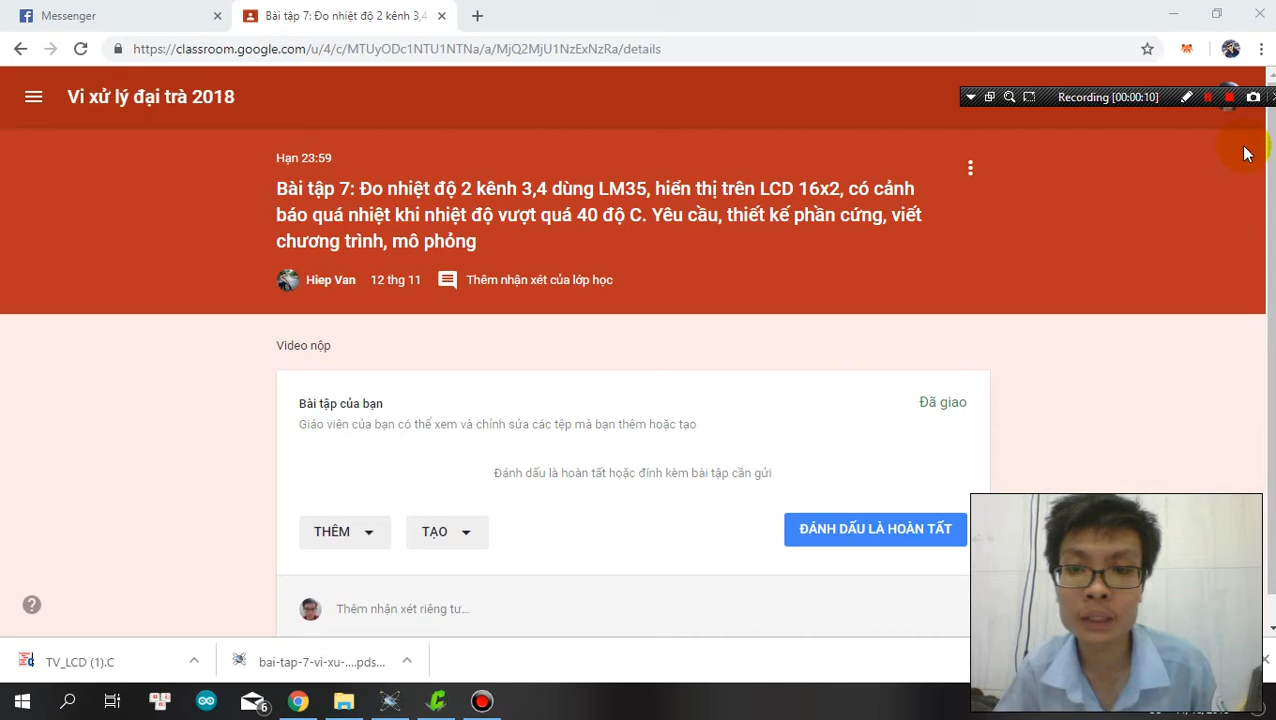 Messenger
Bài tập 7: Đo nhiệt độ 2 kênh 3,4
https://classroom.google.com/u/4/c/MTUyODc1NTU1NTNa/a/MjQ2MjU1NzExNzRa/details
Vi xử lý đại trà 2018
Recording [00:00:10]
Hạn 23:59
Bài tập 7: Đo nhiệt độ 2 kênh 3,4 dùng LM35, hiển thị trên LCD 16x2, có cảnh
báo quá nhiệt khi nhiệt độ vượt quá 40 độ C. Yêu cầu, thiết kế phần cứng, viết
chương trình, mô phỏng
Hiep Van 12 thg 11 Thêm nhận xét của lớp học
Video nộp
Bài tập của bạn
Đã giao
Giáo viên của bạn có thể xem và chỉnh sửa các tệp mà bạn thêm hoặc tạo
Đánh dấu là hoàn tất hoặc đính kèm bài tập cần gửi
THÊM TẠO ĐÁNH DẤU LÀ HOÀN TẤT
Thêm nhận xét riêng tư...
TV_LCD (1).C
bai-tap-7-vi-xu-....pds...
6